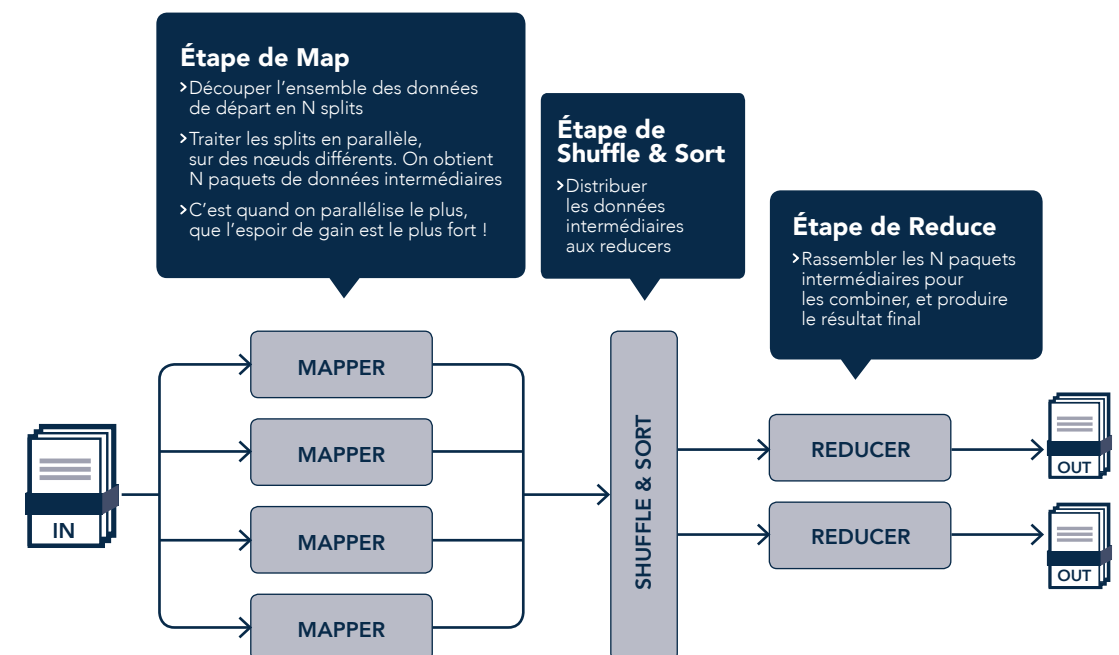 Étape de Map
>Découper l’ensemble des données
de départ en N splits
>Traiter les splits en parallèle,
sur des nœuds différents. On obtient
N paquets de données intermédiaires
>C’est quand on parallélise le plus,
que l’espoir de gain est le plus fort !
Étape de
Shuffle & Sort
>Distribuer
les données
intermédiaires
aux reducers
Étape de Reduce
>Rassembler les N paquets
intermédiaires pour
les combiner, et produire
le résultat final
IN
MAPPER
MAPPER
MAPPER
MAPPER
SHUFFLE & SORT
REDUCER
REDUCER
OUT
OUT